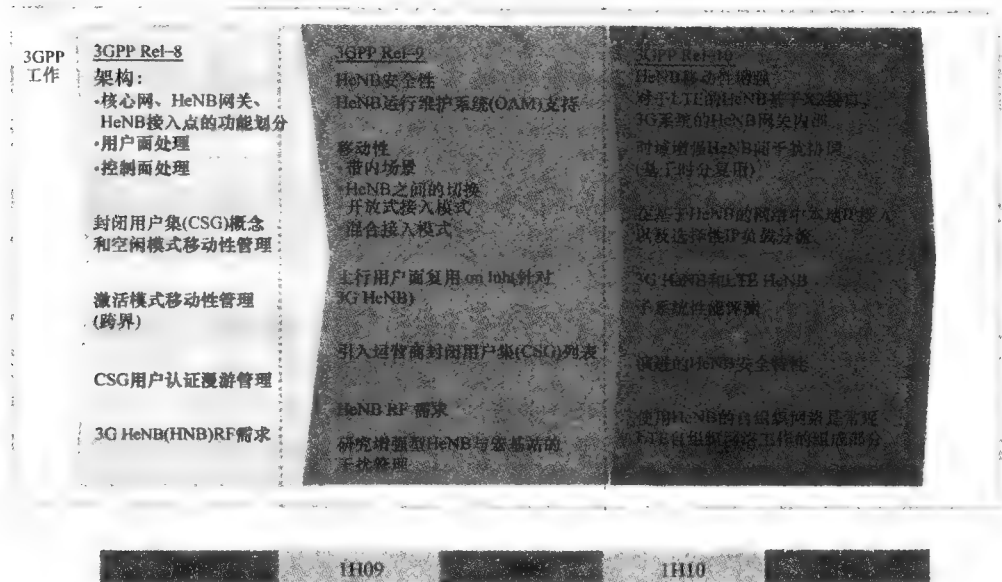 3GPP
工作
3GPP Rel-8
架构:
·核心网、HeNB网关、
HeNB接入点的功能划分
·用户面处理
·控制面处理
封闭用户集(CSG)概念
和空闲模式移动性管理
激活模式移动性管理
(跨界)
CSG用户认证漫游管理
3G HeNB(HNB)RF需求
3GPP Rel-9
HeNB安全性
HeNB运行维护系统(OAM)支持
移动性
·带内场景
·HeNB之间的切换
开放式接入模式
·混合接入模式
上行用户面复用 on Iuh(针对
3G HeNB)
引入运营商封闭用户集(CSG)列表
HeNB RF 需求
研究增强型HeNB与宏基站的
干扰管理
3GPP Rel-10
HeNB移动性增强
对于LTE的HeNB基于X2接口,
3G系统的HeNB网关内部
时域增强HeNB间干扰协调
(基于时分复用)
在基于HeNB的网络中本地IP接入
以及选择性IP负载分流
3G HeNB和LTE HeNB
子系统性能评测
演进的HeNB安全特性
使用HeNB的自组织网络是常规
LTE自组织网络工作的组成部分
1H09
1H10